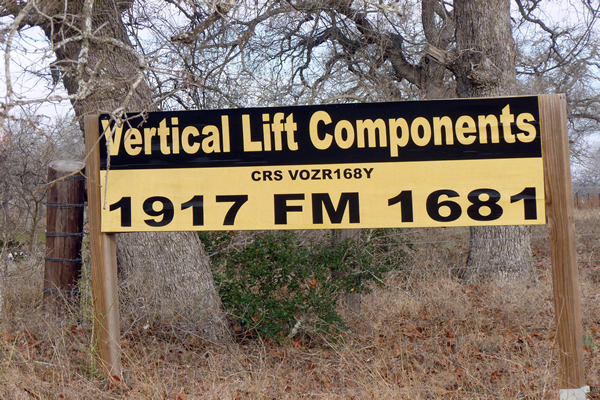 Vertical Lift Components
CRS VOZR168Y
1917 FM 1681